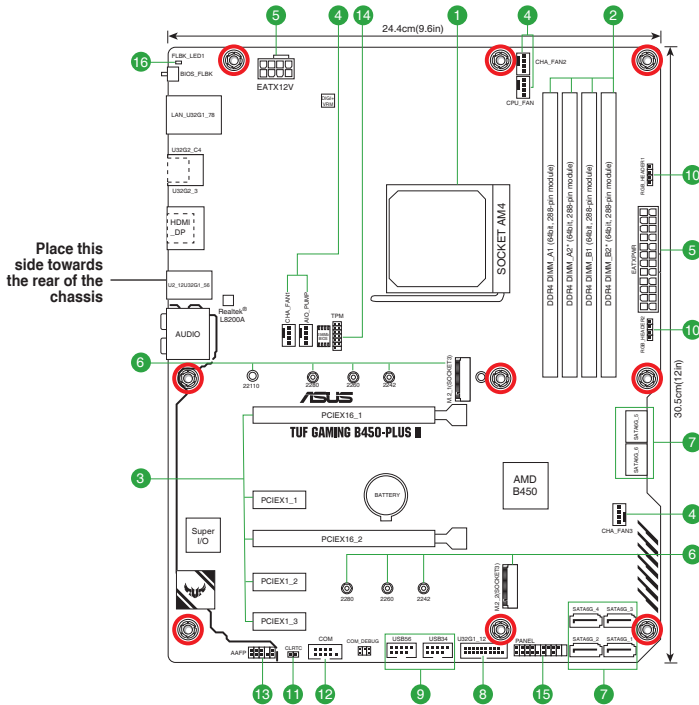 24.4cm(9.6in)
5
4
14
1
4
2
FLBK_LED1
16
BIOS_FLBK
EATX12V
CHA_FAN2
CPU_FAN
DIGI+
VRM
LAN_U32G1_78
U32G2_C4
U32G2_3
HDMI
_DP
U2_12U32G1_56
Place this
side towards
the rear of the
chassis
AUDIO
Realtek®
L8200A
SOCKET AM4
DDR4 DIMM_A1 (64bit, 288-pin module)
DDR4 DIMM_A2* (64bit, 288-pin module)
DDR4 DIMM_B1 (64bit, 288-pin module)
DDR4 DIMM_B2* (64bit, 288-pin module)
RGB_HEADER1
10
EATXPWR
5
RGB_HEADER2
10
30.5cm(12in)
CHA_FAN1
AIO_PUMP
TPM
6
22110
2280
2260
2242
M.2_1(SOCKET3)
ASUS
PCIEX16_1
TUF GAMING B450-PLUS II
SATA6G_5
SATA6G_6
7
3
PCIEX1_1
BATTERY
AMD
B450
4
CHA_FAN3
Super
I/O
PCIEX16_2
6
PCIEX1_2
2280
2260
2242
M.2_2(SOCKET3)
PCIEX1_3
SATA6G_4
SATA6G_3
SATA6G_2
SATA6G_1
AAFP
CLRTC
COM
COM_DEBUG
USB56
USB34
U32G1_12
PANEL
13
11
12
9
8
15
7